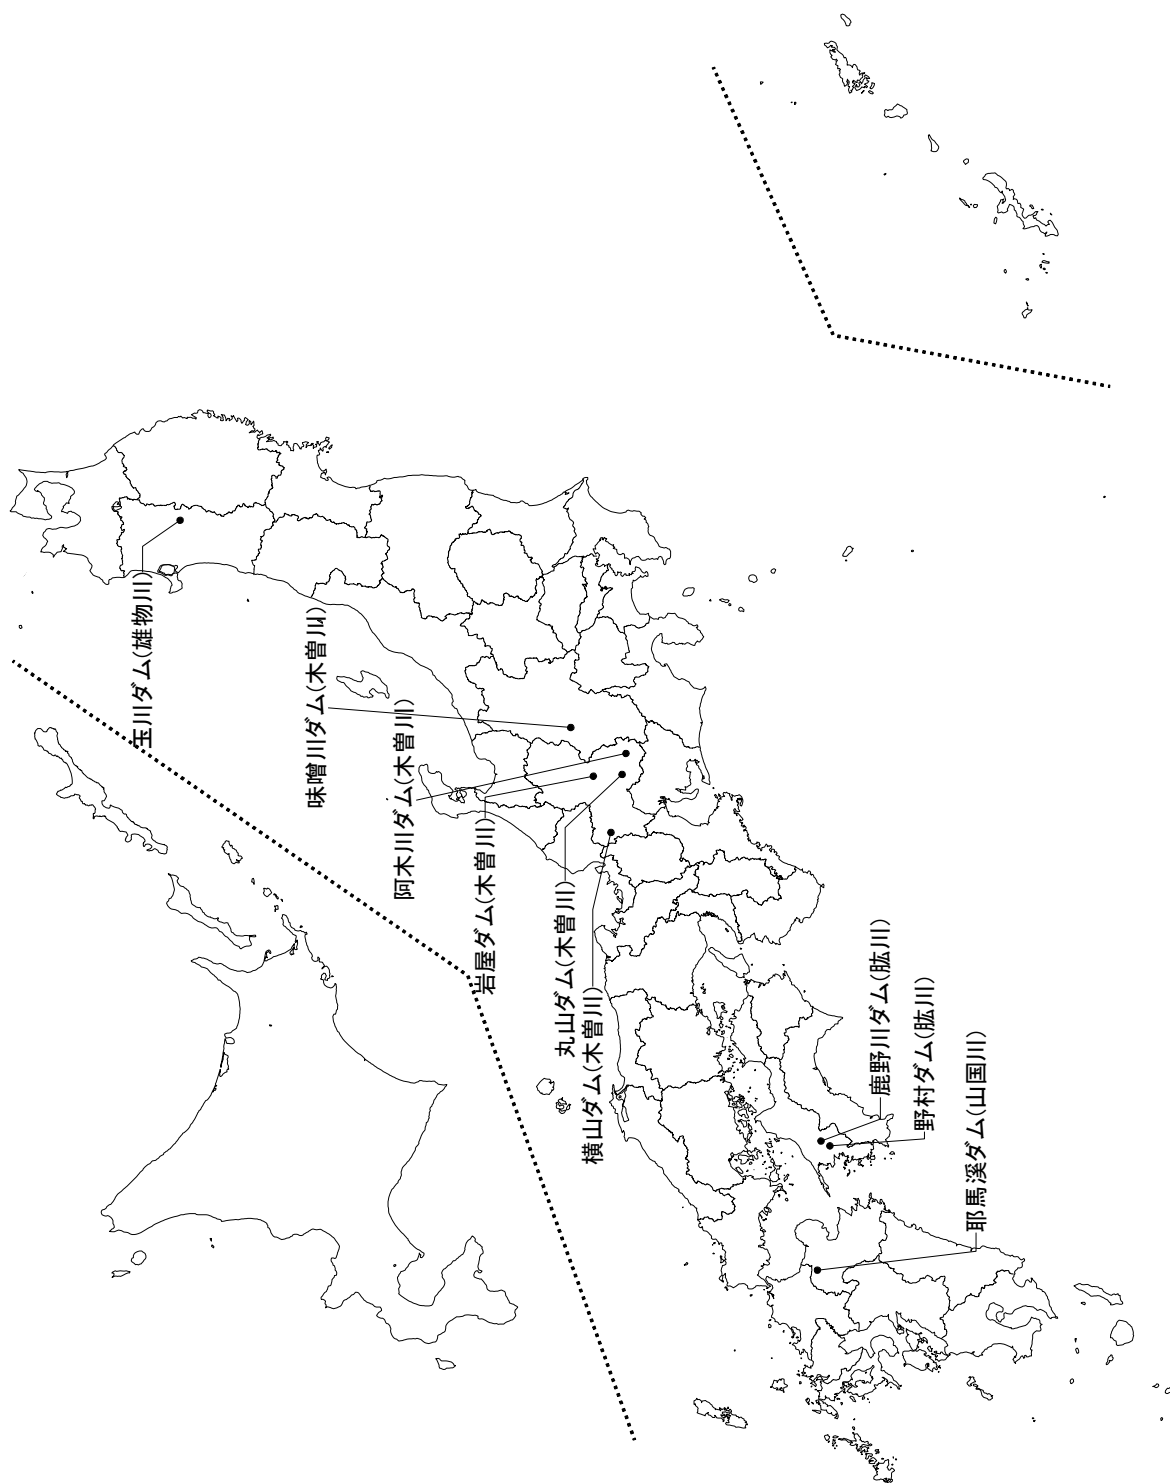 玉川ダム(雄物川)
味噌川ダム(木曽川)
阿木川ダム(木曽川)
岩屋ダム(木曽川)
丸山ダム(木曽川)
横山ダム(木曽川)
鹿野川ダム(肱川)
野村ダム(肱川)
耶馬溪ダム(山国川)